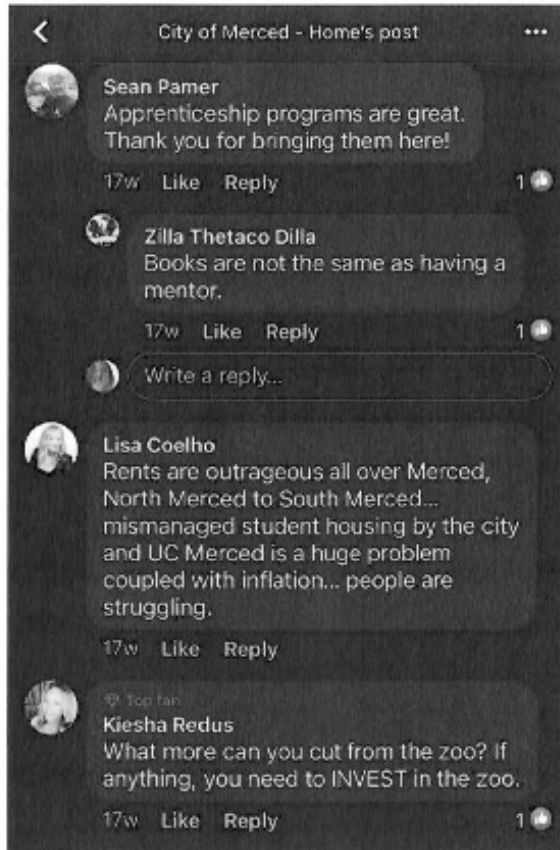 City of Merced - Home's post
Sean Pamer
Apprenticeship programs are great.
Thank you for bringing them here!
17w Like Reply 1
Zilla Thetaco Dilla
Books are not the same as having a
mentor.
17w Like Reply 1
Write a reply...
Lisa Coelho
Rents are outrageous all over Merced,
North Merced to South Merced...
mismanaged student housing by the city
and UC Merced is a huge problem
coupled with inflation... people are
struggling.
17w Like Reply
Top fan
Kiesha Redus
What more can you cut from the zoo? If
anything, you need to INVEST in the zoo.
17w Like Reply 1